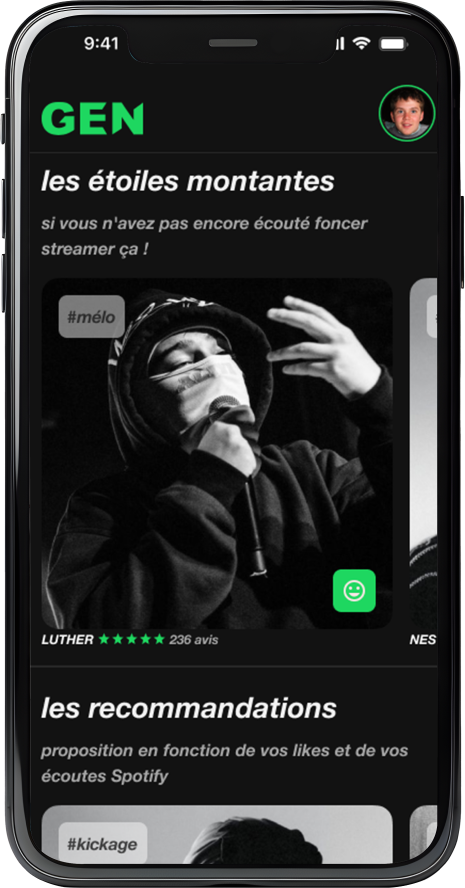 9:41
GEN
les étoiles montantes
si vous n'avez pas encore écouté foncer
streamer ça !
#mélo
#
LUTHER ★★★★★ 236 avis
NES
les recommandations
proposition en fonction de vos likes et de vos
écoutes Spotify
#kickage